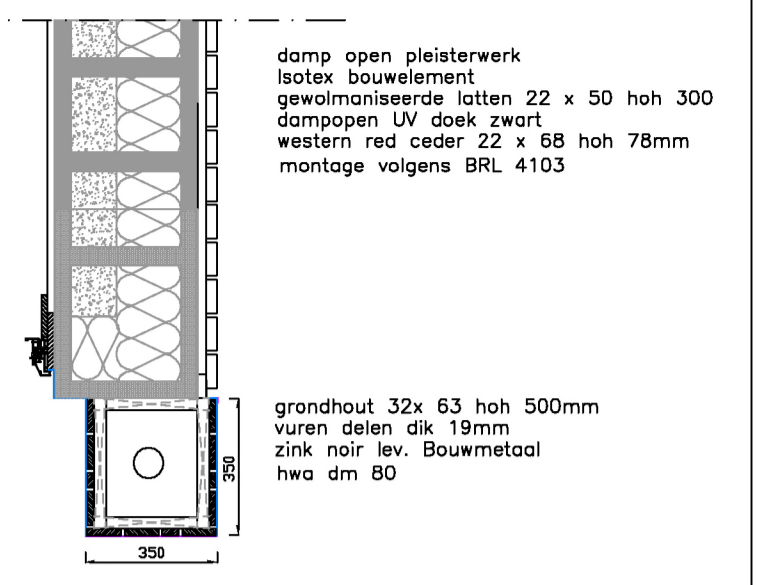 damp open pleisterwerk
Isotex bouwelement
gewolmaniseerde latten 22 x 50 hoh 300
dampopen UV doek zwart
western red ceder 22 x 68 hoh 78mm
montage volgens BRL 4103
grondhout 32x 63 hoh 500mm
vuren delen dik 19mm
zink noir lev. Bouwmetaal
hwa dm 80
350
350